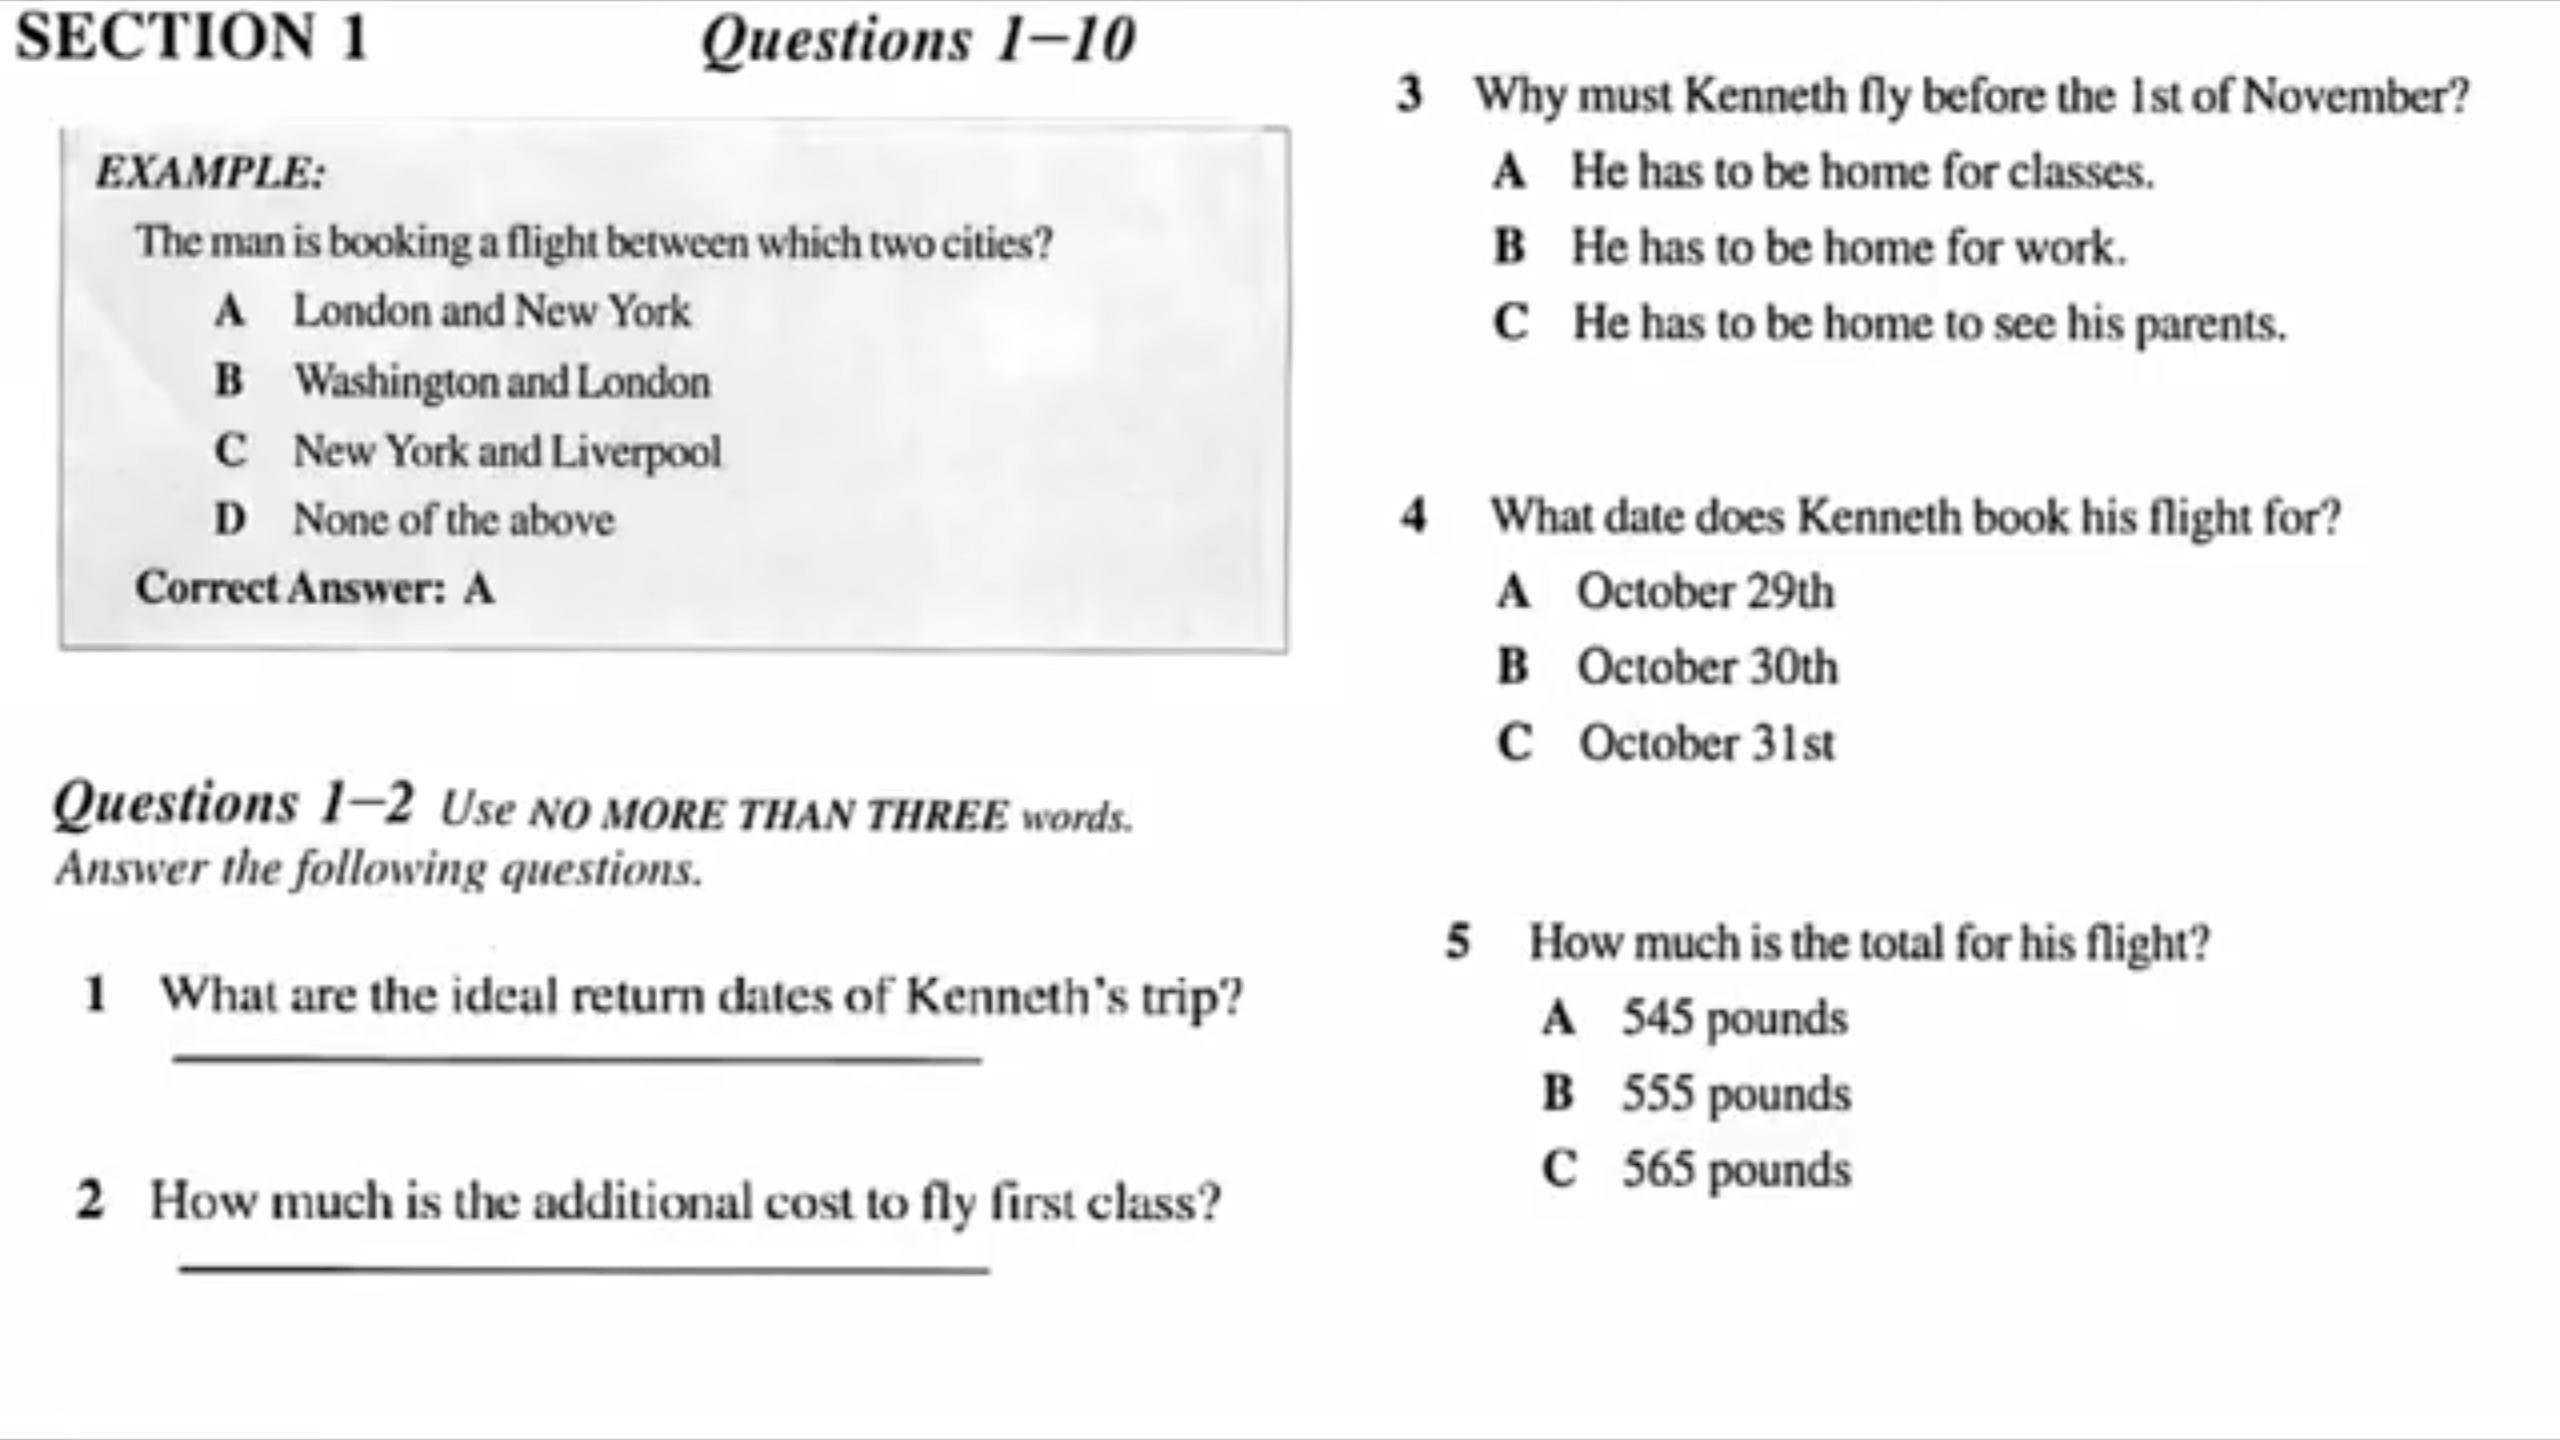 SECTION 1 Questions 1–10
EXAMPLE:
The man is booking a flight between which two cities?
A London and New York
B Washington and London
C New York and Liverpool
D None of the above
Correct Answer: A
Questions 1–2 Use NO MORE THAN THREE words.
Answer the following questions.
1 What are the ideal return dates of Kenneth's trip?
2 How much is the additional cost to fly first class?
3 Why must Kenneth fly before the 1st of November?
A He has to be home for classes.
B He has to be home for work.
C He has to be home to see his parents.
4 What date does Kenneth book his flight for?
A October 29th
B October 30th
C October 31st
5 How much is the total for his flight?
A 545 pounds
B 555 pounds
C 565 pounds